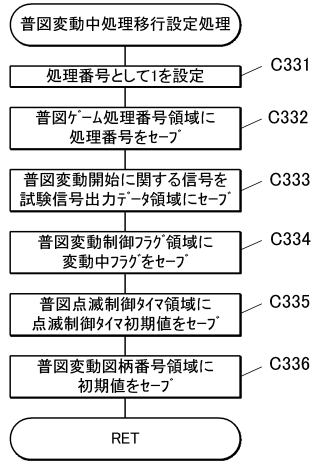 普図変動中処理移行設定処理
処理番号として1を設定
C331
普図ｹﾞｰﾑ処理番号領域に
処理番号をｾｰﾌﾞ
C332
普図変動開始に関する信号を
試験信号出力ﾃﾞｰﾀ領域にｾｰﾌﾞ
C333
普図変動制御ﾌﾗｸﾞ領域に
変動中ﾌﾗｸﾞをｾｰﾌﾞ
C334
普図点滅制御ﾀｲﾏ領域に
点滅制御ﾀｲﾏ初期値をｾｰﾌﾞ
C335
普図変動図柄番号領域に
初期値をｾｰﾌﾞ
C336
RET